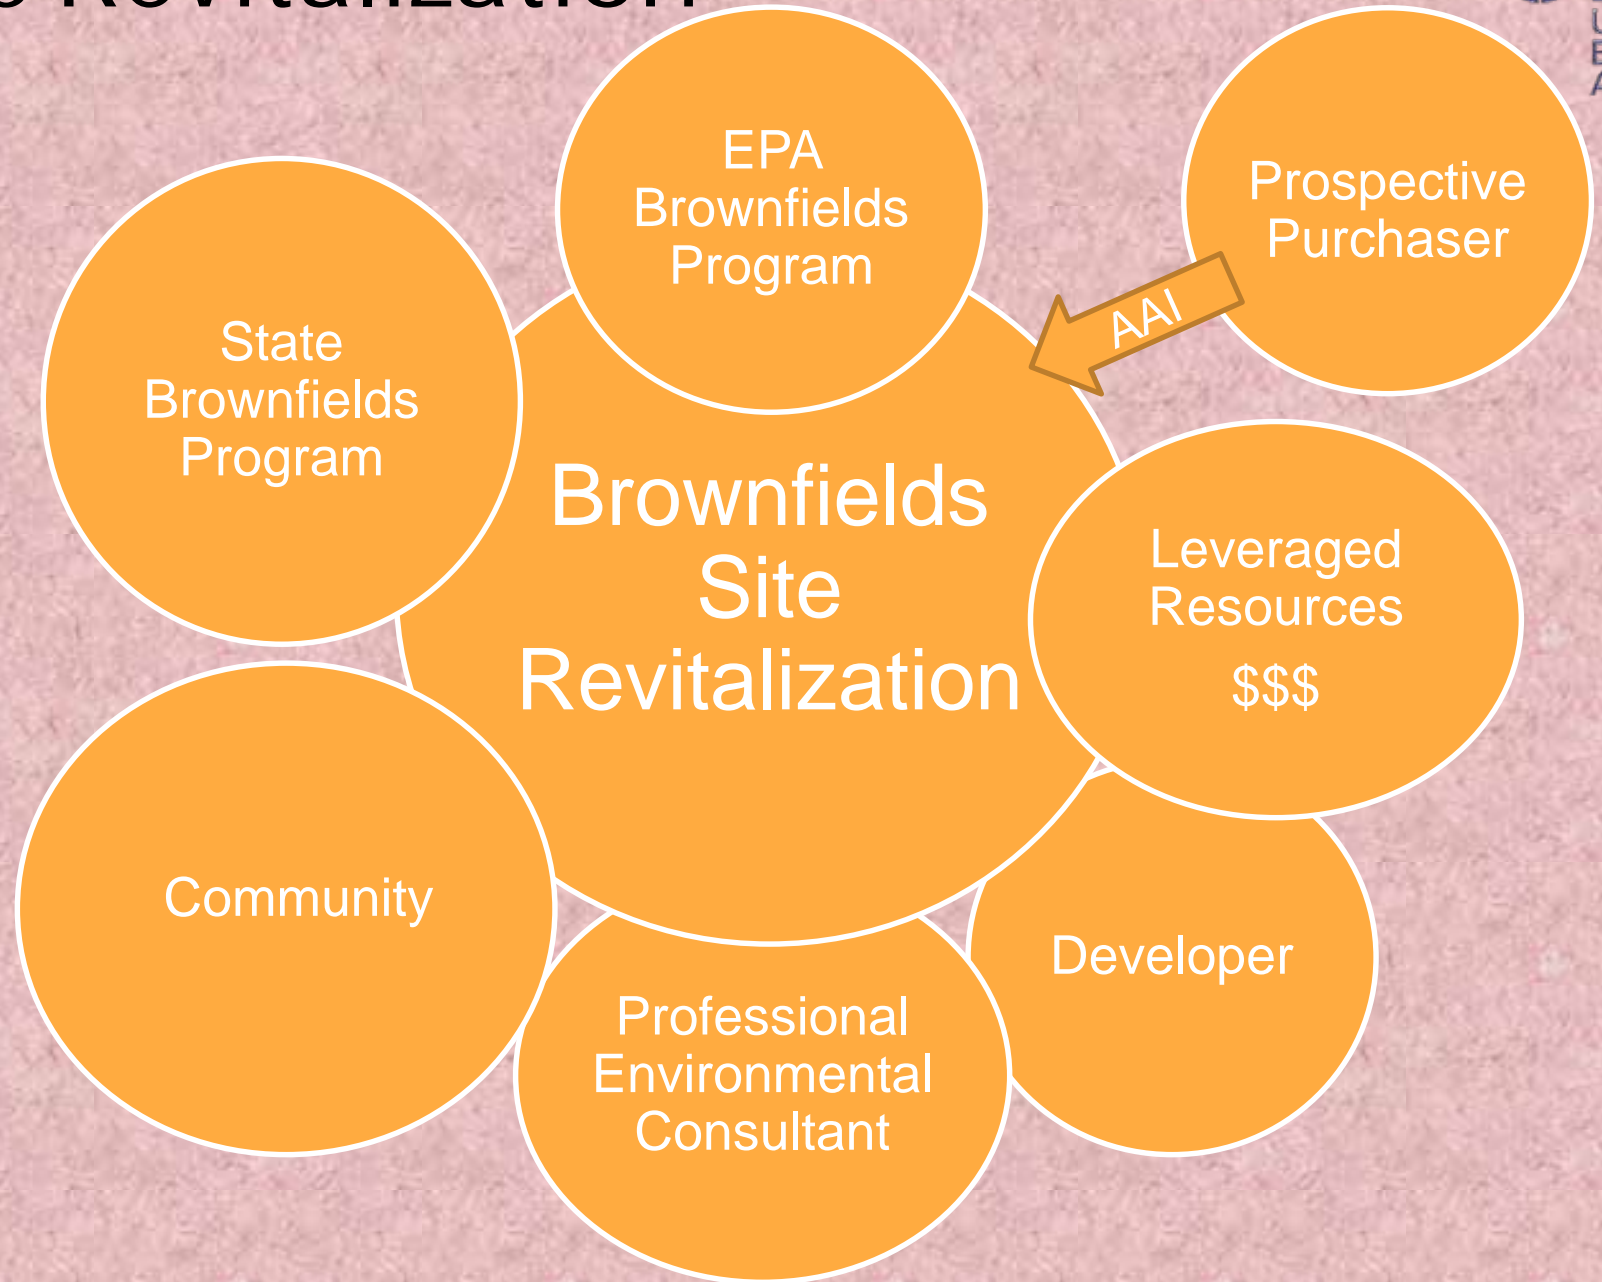 Revitalization
EPA
Brownfields
Program
Prospective
Purchaser
AAI
State
Brownfields
Program
Brownfields
Site
Revitalization
Leveraged
Resources
$$$
Community
Developer
Professional
Environmental
Consultant